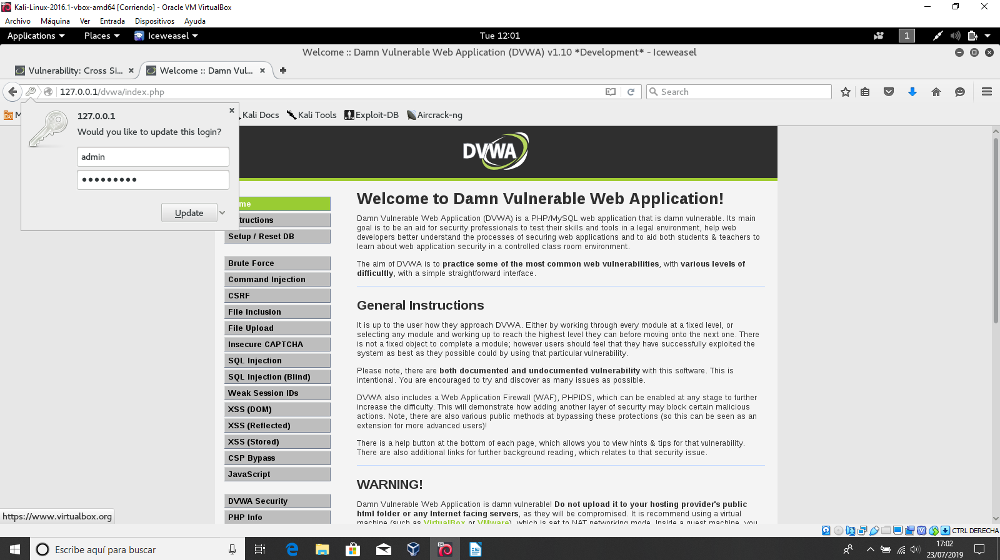 Kali-Linux-2016.1-vbox-amd64 [Corriendo] - Oracle VM VirtualBox
Archivo Máquina Ver Entrada Dispositivos Ayuda
Applications Places Iceweasel Tue 12:01 1
Welcome :: Damn Vulnerable Web Application (DVWA) v1.10 *Development* - Iceweasel
Vulnerability: Cross Si... Welcome :: Damn Vul...
127.0.0.1/dvwa/index.php Search
Kali Docs Kali Tools Exploit-DB Aircrack-ng
127.0.0.1
Would you like to update this login?
admin
Update
DVWA
Setup / Reset DB
Brute Force
Command Injection
CSRF
File Inclusion
File Upload
Insecure CAPTCHA
SQL Injection
SQL Injection (Blind)
Weak Session IDs
XSS (DOM)
XSS (Reflected)
XSS (Stored)
CSP Bypass
JavaScript
DVWA Security
PHP Info
Welcome to Damn Vulnerable Web Application!
Damn Vulnerable Web Application (DVWA) is a PHP/MySQL web application that is damn vulnerable. Its main
goal is to be an aid for security professionals to test their skills and tools in a legal environment, help web
developers better understand the processes of securing web applications and to aid both students & teachers to
learn about web application security in a controlled class room environment.
The aim of DVWA is to practice some of the most common web vulnerabilities, with various levels of
difficultly, with a simple straightforward interface.
General Instructions
It is up to the user how they approach DVWA. Either by working through every module at a fixed level, or
selecting any module and working up to reach the highest level they can before moving onto the next one. There
is not a fixed object to complete a module; however users should feel that they have successfully exploited the
system as best as they possible could by using that particular vulnerability.
Please note, there are both documented and undocumented vulnerability with this software. This is
intentional. You are encouraged to try and discover as many issues as possible.
DVWA also includes a Web Application Firewall (WAF), PHPIDS, which can be enabled at any stage to further
increase the difficulty. This will demonstrate how adding another layer of security may block certain malicious
actions. Note, there are also various public methods at bypassing these protections (so this can be seen as an
extension for more advanced users)!
There is a help button at the bottom of each page, which allows you to view hints & tips for that vulnerability.
There are also additional links for further background reading, which relates to that security issue.
WARNING!
Damn Vulnerable Web Application is damn vulnerable! Do not upload it to your hosting provider's public
html folder or any Internet facing servers, as they will be compromised. It is recommend using a virtual
machine (such as VirtualBox or VMware), which is set to NAT networking mode. Inside a guest machine, you
https://www.virtualbox.org
CTRL DERECHA
Escribe aquí para buscar
17:02
23/07/2019